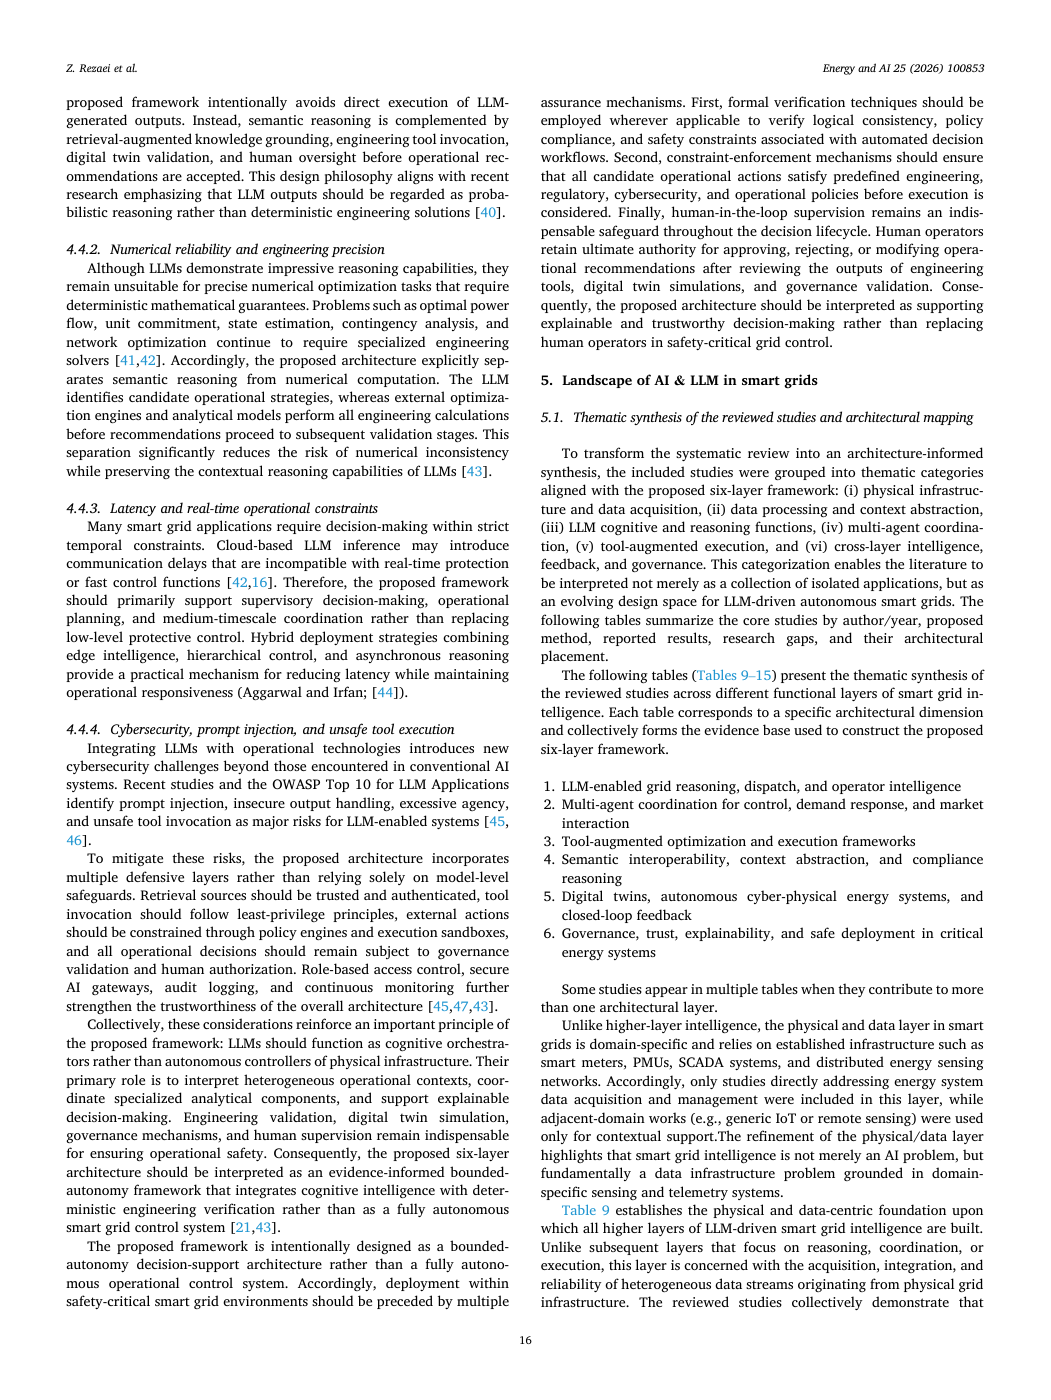 Z. Rezaei et al.
Energy and AI 25 (2026) 100853
proposed framework intentionally avoids direct execution of LLM-
generated outputs. Instead, semantic reasoning is complemented by
retrieval-augmented knowledge grounding, engineering tool invocation,
digital twin validation, and human oversight before operational rec-
ommendations are accepted. This design philosophy aligns with recent
research emphasizing that LLM outputs should be regarded as proba-
bilistic reasoning rather than deterministic engineering solutions [40].
4.4.2. Numerical reliability and engineering precision
Although LLMs demonstrate impressive reasoning capabilities, they
remain unsuitable for precise numerical optimization tasks that require
deterministic mathematical guarantees. Problems such as optimal power
flow, unit commitment, state estimation, contingency analysis, and
network optimization continue to require specialized engineering
solvers [41,42]. Accordingly, the proposed architecture explicitly sep-
arates semantic reasoning from numerical computation. The LLM
identifies candidate operational strategies, whereas external optimiza-
tion engines and analytical models perform all engineering calculations
before recommendations proceed to subsequent validation stages. This
separation significantly reduces the risk of numerical inconsistency
while preserving the contextual reasoning capabilities of LLMs [43].
4.4.3. Latency and real-time operational constraints
Many smart grid applications require decision-making within strict
temporal constraints. Cloud-based LLM inference may introduce
communication delays that are incompatible with real-time protection
or fast control functions [42,16]. Therefore, the proposed framework
should primarily support supervisory decision-making, operational
planning, and medium-timescale coordination rather than replacing
low-level protective control. Hybrid deployment strategies combining
edge intelligence, hierarchical control, and asynchronous reasoning
provide a practical mechanism for reducing latency while maintaining
operational responsiveness (Aggarwal and Irfan; [44]).
4.4.4. Cybersecurity, prompt injection, and unsafe tool execution
Integrating LLMs with operational technologies introduces new
cybersecurity challenges beyond those encountered in conventional AI
systems. Recent studies and the OWASP Top 10 for LLM Applications
identify prompt injection, insecure output handling, excessive agency,
and unsafe tool invocation as major risks for LLM-enabled systems [45,
46].
To mitigate these risks, the proposed architecture incorporates
multiple defensive layers rather than relying solely on model-level
safeguards. Retrieval sources should be trusted and authenticated, tool
invocation should follow least-privilege principles, external actions
should be constrained through policy engines and execution sandboxes,
and all operational decisions should remain subject to governance
validation and human authorization. Role-based access control, secure
AI gateways, audit logging, and continuous monitoring further
strengthen the trustworthiness of the overall architecture [45,47,43].
Collectively, these considerations reinforce an important principle of
the proposed framework: LLMs should function as cognitive orchestra-
tors rather than autonomous controllers of physical infrastructure. Their
primary role is to interpret heterogeneous operational contexts, coor-
dinate specialized analytical components, and support explainable
decision-making. Engineering validation, digital twin simulation,
governance mechanisms, and human supervision remain indispensable
for ensuring operational safety. Consequently, the proposed six-layer
architecture should be interpreted as an evidence-informed bounded-
autonomy framework that integrates cognitive intelligence with deter-
ministic engineering verification rather than as a fully autonomous
smart grid control system [21,43].
The proposed framework is intentionally designed as a bounded-
autonomy decision-support architecture rather than a fully autono-
mous operational control system. Accordingly, deployment within
safety-critical smart grid environments should be preceded by multiple
assurance mechanisms. First, formal verification techniques should be
employed wherever applicable to verify logical consistency, policy
compliance, and safety constraints associated with automated decision
workflows. Second, constraint-enforcement mechanisms should ensure
that all candidate operational actions satisfy predefined engineering,
regulatory, cybersecurity, and operational policies before execution is
considered. Finally, human-in-the-loop supervision remains an indis-
pensable safeguard throughout the decision lifecycle. Human operators
retain ultimate authority for approving, rejecting, or modifying opera-
tional recommendations after reviewing the outputs of engineering
tools, digital twin simulations, and governance validation. Conse-
quently, the proposed architecture should be interpreted as supporting
explainable and trustworthy decision-making rather than replacing
human operators in safety-critical grid control.
5. Landscape of AI & LLM in smart grids
5.1. Thematic synthesis of the reviewed studies and architectural mapping
To transform the systematic review into an architecture-informed
synthesis, the included studies were grouped into thematic categories
aligned with the proposed six-layer framework: (i) physical infrastruc-
ture and data acquisition, (ii) data processing and context abstraction,
(iii) LLM cognitive and reasoning functions, (iv) multi-agent coordina-
tion, (v) tool-augmented execution, and (vi) cross-layer intelligence,
feedback, and governance. This categorization enables the literature to
be interpreted not merely as a collection of isolated applications, but as
an evolving design space for LLM-driven autonomous smart grids. The
following tables summarize the core studies by author/year, proposed
method, reported results, research gaps, and their architectural
placement.
The following tables (Tables 9–15) present the thematic synthesis of
the reviewed studies across different functional layers of smart grid in-
telligence. Each table corresponds to a specific architectural dimension
and collectively forms the evidence base used to construct the proposed
six-layer framework.
1. LLM-enabled grid reasoning, dispatch, and operator intelligence
2. Multi-agent coordination for control, demand response, and market
interaction
3. Tool-augmented optimization and execution frameworks
4. Semantic interoperability, context abstraction, and compliance
reasoning
5. Digital twins, autonomous cyber-physical energy systems, and
closed-loop feedback
6. Governance, trust, explainability, and safe deployment in critical
energy systems
Some studies appear in multiple tables when they contribute to more
than one architectural layer.
Unlike higher-layer intelligence, the physical and data layer in smart
grids is domain-specific and relies on established infrastructure such as
smart meters, PMUs, SCADA systems, and distributed energy sensing
networks. Accordingly, only studies directly addressing energy system
data acquisition and management were included in this layer, while
adjacent-domain works (e.g., generic IoT or remote sensing) were used
only for contextual support.The refinement of the physical/data layer
highlights that smart grid intelligence is not merely an AI problem, but
fundamentally a data infrastructure problem grounded in domain-
specific sensing and telemetry systems.
Table 9 establishes the physical and data-centric foundation upon
which all higher layers of LLM-driven smart grid intelligence are built.
Unlike subsequent layers that focus on reasoning, coordination, or
execution, this layer is concerned with the acquisition, integration, and
reliability of heterogeneous data streams originating from physical grid
infrastructure. The reviewed studies collectively demonstrate that
16